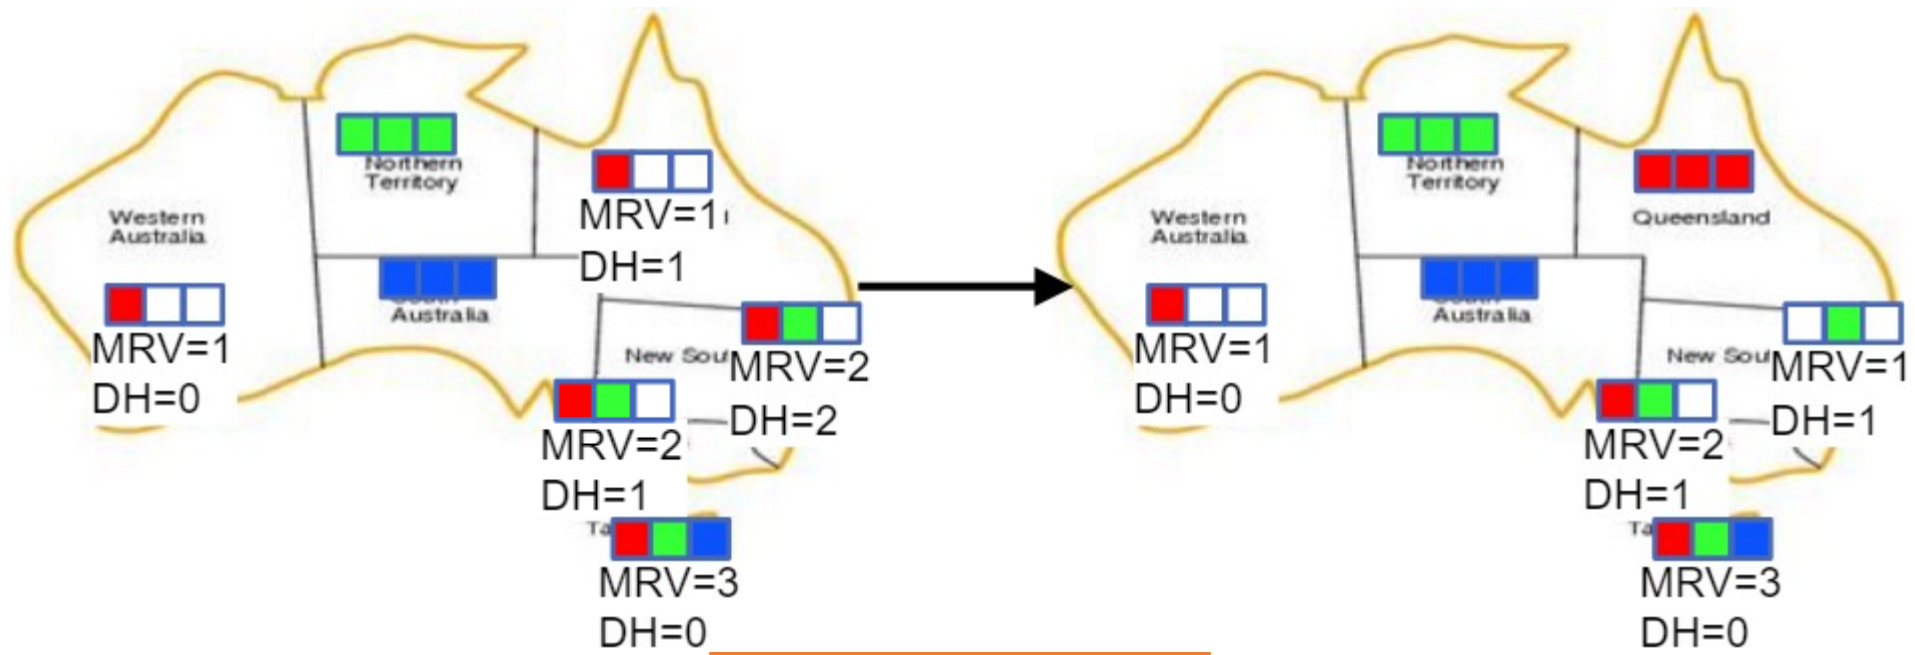 Northern
Territory
MRV=1
Western
Australia
DH=1
Australia
MRV=1
DH=0
New Sou
MRV=2
DH=2
MRV=2
DH=1
Ta
MRV=3
DH=0
Northern
Territory
Western
Australia
Queensland
Australia
MRV=1
DH=0
New Sou
MRV=1
DH=1
MRV=2
DH=1
Ta
MRV=3
DH=0